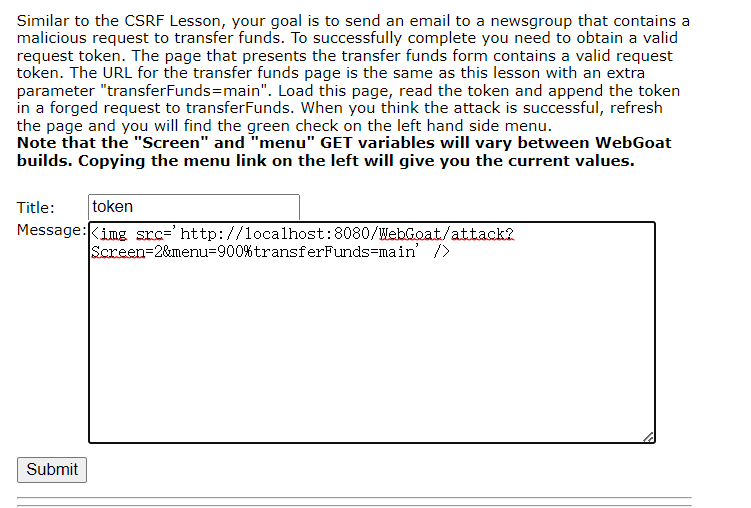 Similar to the CSRF Lesson, your goal is to send an email to a newsgroup that contains a
malicious request to transfer funds. To successfully complete you need to obtain a valid
request token. The page that presents the transfer funds form contains a valid request
token. The URL for the transfer funds page is the same as this lesson with an extra
parameter "transferFunds=main". Load this page, read the token and append the token
in a forged request to transferFunds. When you think the attack is successful, refresh
the page and you will find the green check on the left hand side menu.
Note that the "Screen" and "menu" GET variables will vary between WebGoat
builds. Copying the menu link on the left will give you the current values.
Title: token
Message: <img src='http://localhost:8080/WebGoat/attack?
Screen=2&menu=900%transferFunds=main' />
Submit